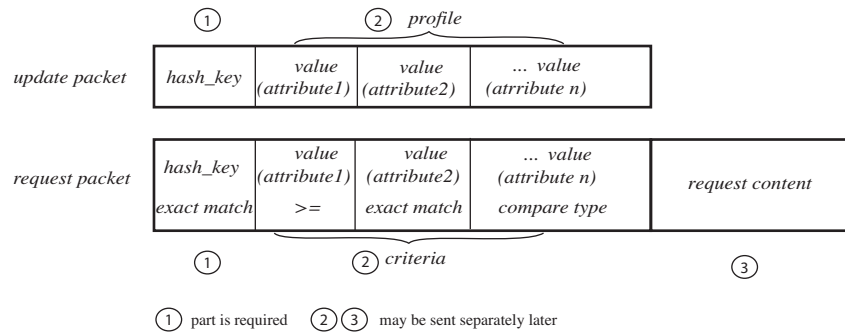 1 2 profile
update packet hash_key value (attribute1) value (attribute2) ... value (atrribute n)
request packet hash_key exact match value (attribute1) >= value (attribute2) exact match ... value (attribute n) compare type request content
1 2 criteria 3
1 part is required 2 3 may be sent separately later